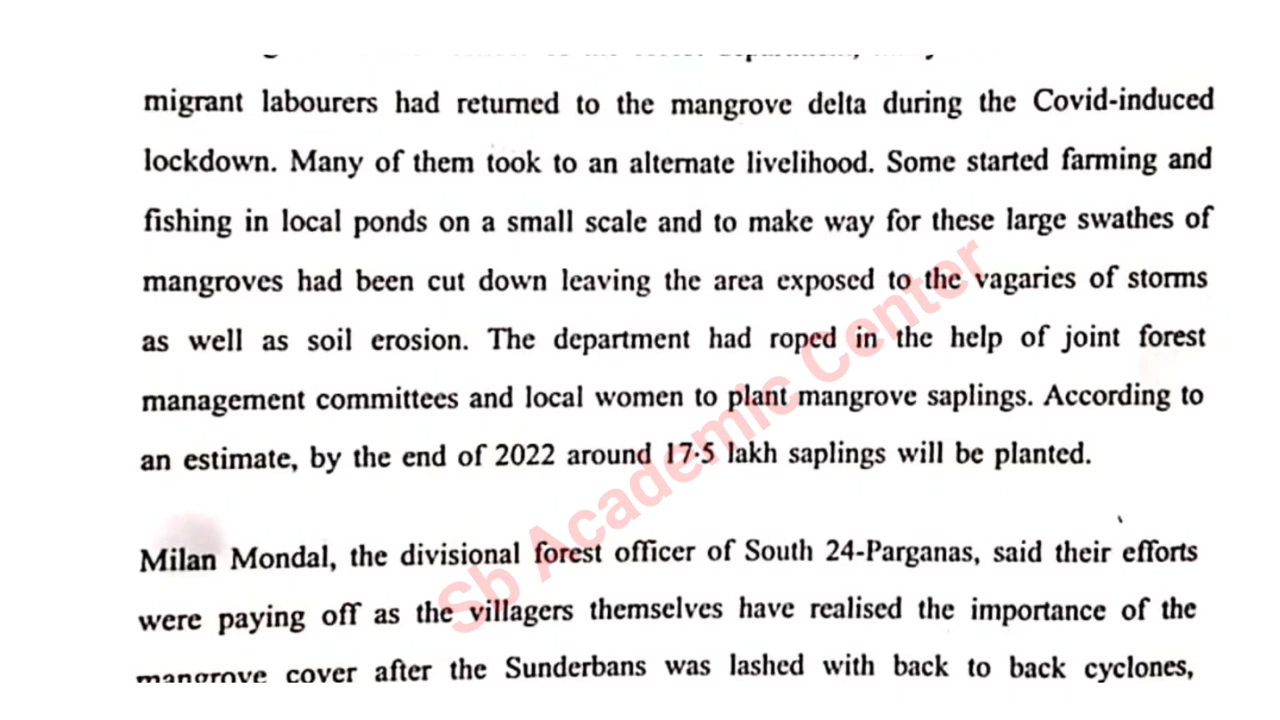 migrant labourers had returned to the mangrove delta during the Covid-induced
lockdown. Many of them took to an alternate livelihood. Some started farming and
fishing in local ponds on a small scale and to make way for these large swathes of
mangroves had been cut down leaving the area exposed to the vagaries of storms
as well as soil erosion. The department had roped in the help of joint forest
management committees and local women to plant mangrove saplings. According to
an estimate, by the end of 2022 around 17·5 lakh saplings will be planted.
Milan Mondal, the divisional forest officer of South 24-Parganas, said their efforts
were paying off as the villagers themselves have realised the importance of the
mangrove cover after the Sunderbans was lashed with back to back cyclones,
Sb Academic Center